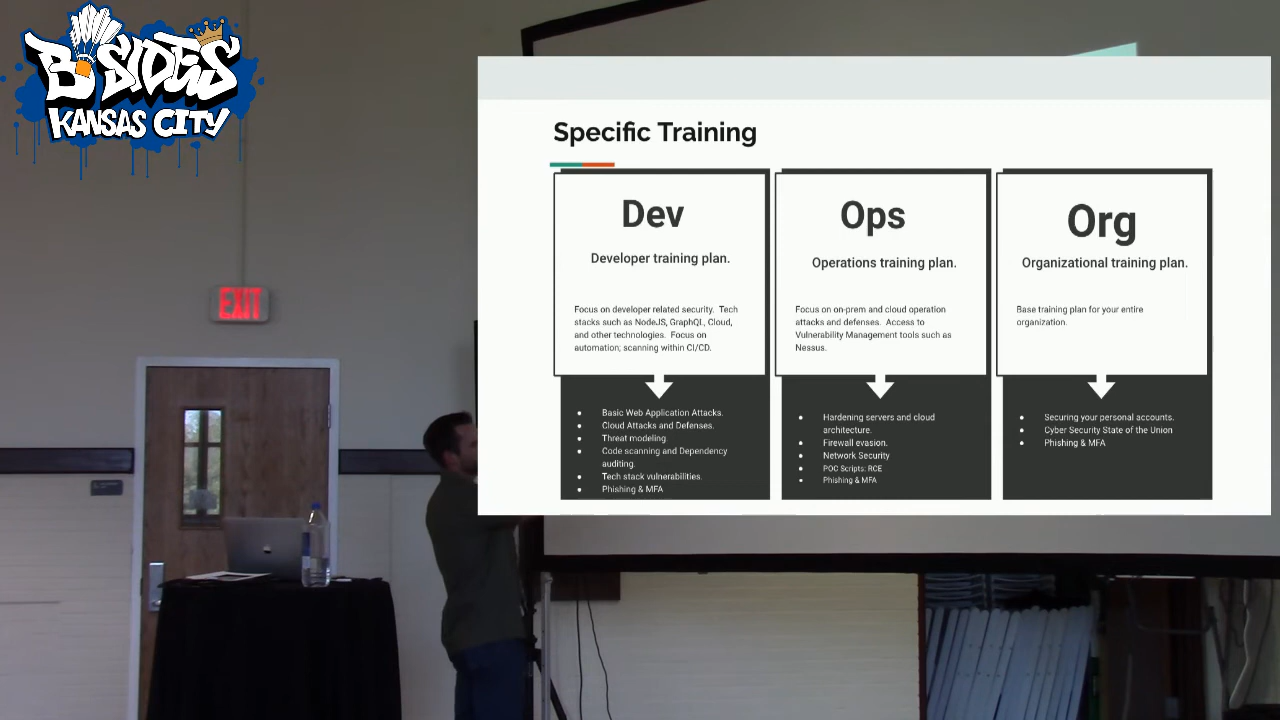 B·SIDES
KANSAS CITY
EXIT
Specific Training
Dev
Developer training plan.
Focus on developer related security. Tech
stacks such as NodeJS, GraphQL, Cloud,
and other technologies. Focus on
automation; scanning within CI/CD.
Basic Web Application Attacks.
Cloud Attacks and Defenses.
Threat modeling.
Code scanning and Dependency
auditing.
Tech stack vulnerabilities.
Phishing & MFA
Ops
Operations training plan.
Focus on on-prem and cloud operation
attacks and defenses. Access to
Vulnerability Management tools such as
Nessus.
Hardening servers and cloud
architecture.
Firewall evasion.
Network Security
POC Scripts: RCE
Phishing & MFA
Org
Organizational training plan.
Base training plan for your entire
organization.
Securing your personal accounts.
Cyber Security State of the Union
Phishing & MFA